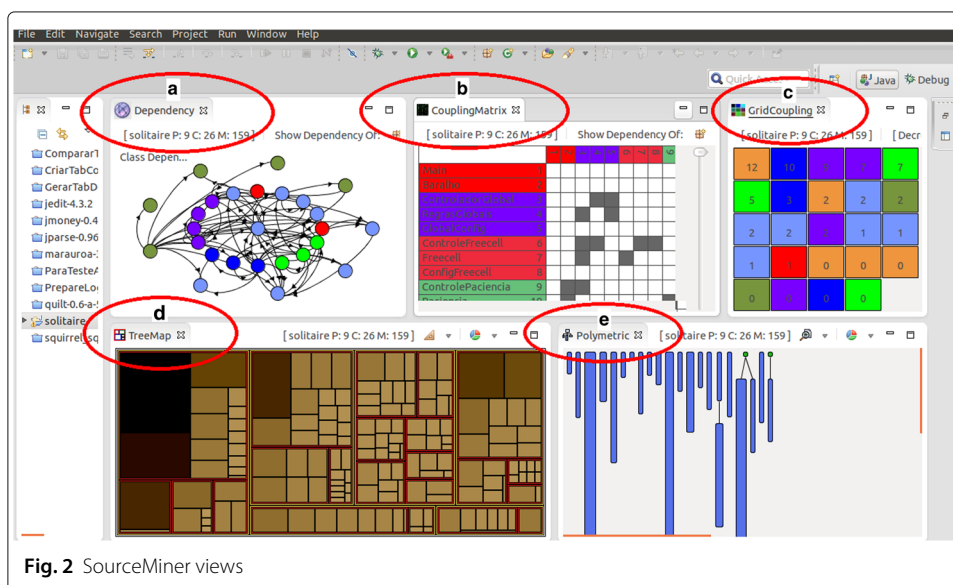 File Edit Navigate Search Project Run Window Help
Quick Access
Java
Debug
a
Dependency
b
CouplingMatrix
c
GridCoupling
[solitaire P: 9 C: 26 M: 159] Show Dependency Of:
[solitaire P: 9 C: 26 M: 159] Show Dependency Of:
[solitaire P: 9 C: 26 M: 159] [Decr
Class Depen...
CompararT
CriarTabCo
GerarTabD
jedit-4.3.2
jmoney-0.4
jparse-0.96
marauroa-
ParaTesteA
PrepareLo
quilt-0.6-a-
solitaire
squirrel_sq
Main 1
Baralho 2
ControleFreecell 6
Freecell 7
ConfigFreecell 8
ControlePaciencia 9
Paciencia 10
12 10 7
5 3 2 2 2
2 2 1 1
1 1 0 0 0
0 0 0 0
d
TreeMap
[solitaire P: 9 C: 26 M: 159]
e
Polymetric
[solitaire P: 9 C: 26 M: 159]
Fig. 2 SourceMiner views